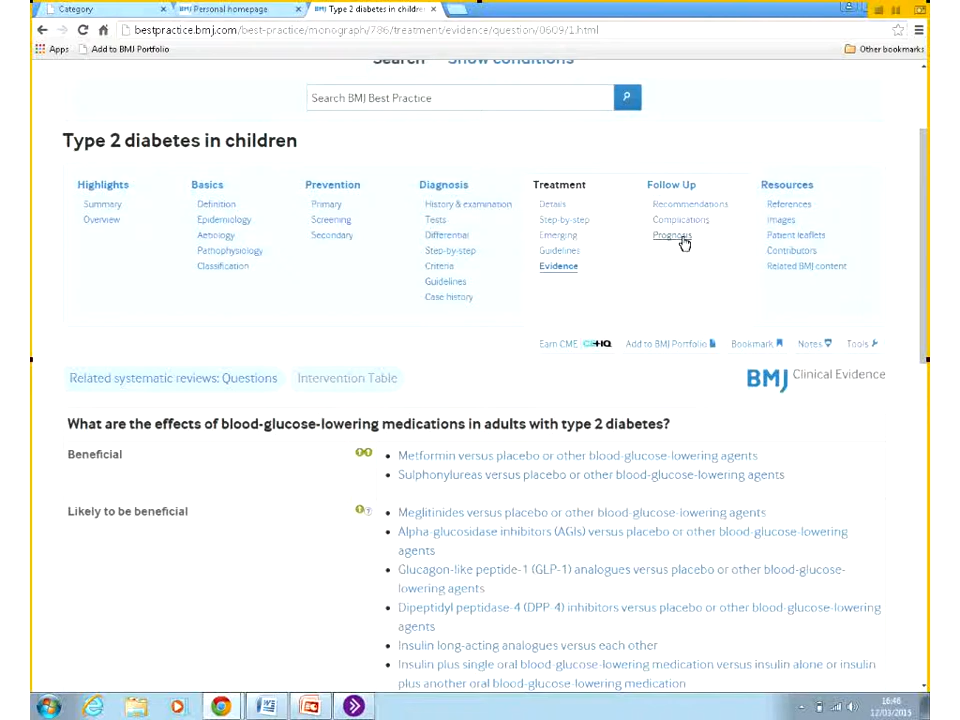 Category
BMJ Personal homepage
BMJ Type 2 diabetes in childre
bestpractice.bmj.com/best-practice/monograph/786/treatment/evidence/question/0609/1.html
Apps Add to BMJ Portfolio Other bookmarks
Search Show conditions
Search BMJ Best Practice
Type 2 diabetes in children
Highlights
Summary
Overview
Basics
Definition
Epidemiology
Aetiology
Pathophysiology
Classification
Prevention
Primary
Screening
Secondary
Diagnosis
History & examination
Tests
Differential
Step-by-step
Criteria
Guidelines
Case history
Treatment
Details
Step-by-step
Emerging
Guidelines
Evidence
Follow Up
Recommendations
Complications
Prognosis
Resources
References
Images
Patient leaflets
Contributors
Related BMJ content
Earn CME Add to BMJ Portfolio Bookmark Notes Tools
Related systematic reviews: Questions Intervention Table
BMJ Clinical Evidence
What are the effects of blood-glucose-lowering medications in adults with type 2 diabetes?
Beneficial
• Metformin versus placebo or other blood-glucose-lowering agents
• Sulphonylureas versus placebo or other blood-glucose-lowering agents
Likely to be beneficial
• Meglitinides versus placebo or other blood-glucose-lowering agents
• Alpha-glucosidase inhibitors (AGIs) versus placebo or other blood-glucose-lowering
agents
• Glucagon-like peptide-1 (GLP-1) analogues versus placebo or other blood-glucose-
lowering agents
• Dipeptidyl peptidase-4 (DPP-4) inhibitors versus placebo or other blood-glucose-lowering
agents
• Insulin long-acting analogues versus each other
• Insulin plus single oral blood-glucose-lowering medication versus insulin alone or insulin
plus another oral blood-glucose-lowering medication
16:46
12/03/2015